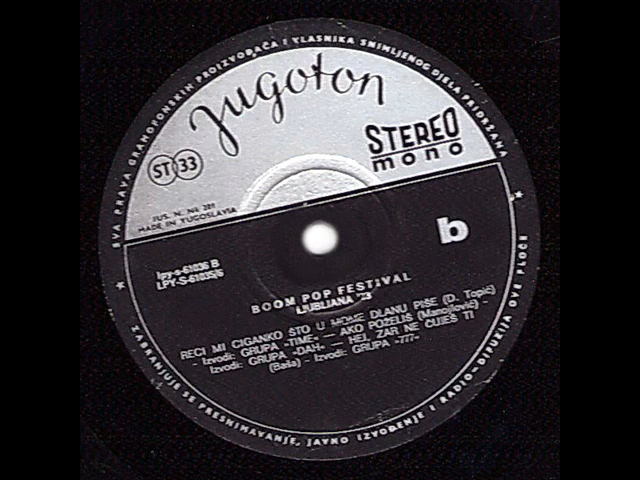 SVA PRAVA GRAMOFONSKIH PROIZVOĐAČA I VLASNIKA SNIMLJENOG DJELA PRIDRŽANA
Jugoton
STEREO
mono
ST 33
JUS. N. N4. 201
MADE IN YUGOSLAVIA
b
lpy-s-61036 B
LPY-S-61035/6
BOOM POP FESTIVAL
LJUBLJANA '73
RECI MI CIGANKO ŠTO U MOME DLANU PIŠE (D. Topić)
- Izvodi: GRUPA »TIME« — AKO POŽELIŠ (Manojlović) -
Izvodi: GRUPA »DAH« — HEJ, ZAR NE ČUJEŠ TI
(Baša) - Izvodi: GRUPA »777«
ZABRANJUJE SE PRESNIMAVANJE, JAVNO IZVOĐENJE I RADIO-DIFUZIJA OVE PLOČE